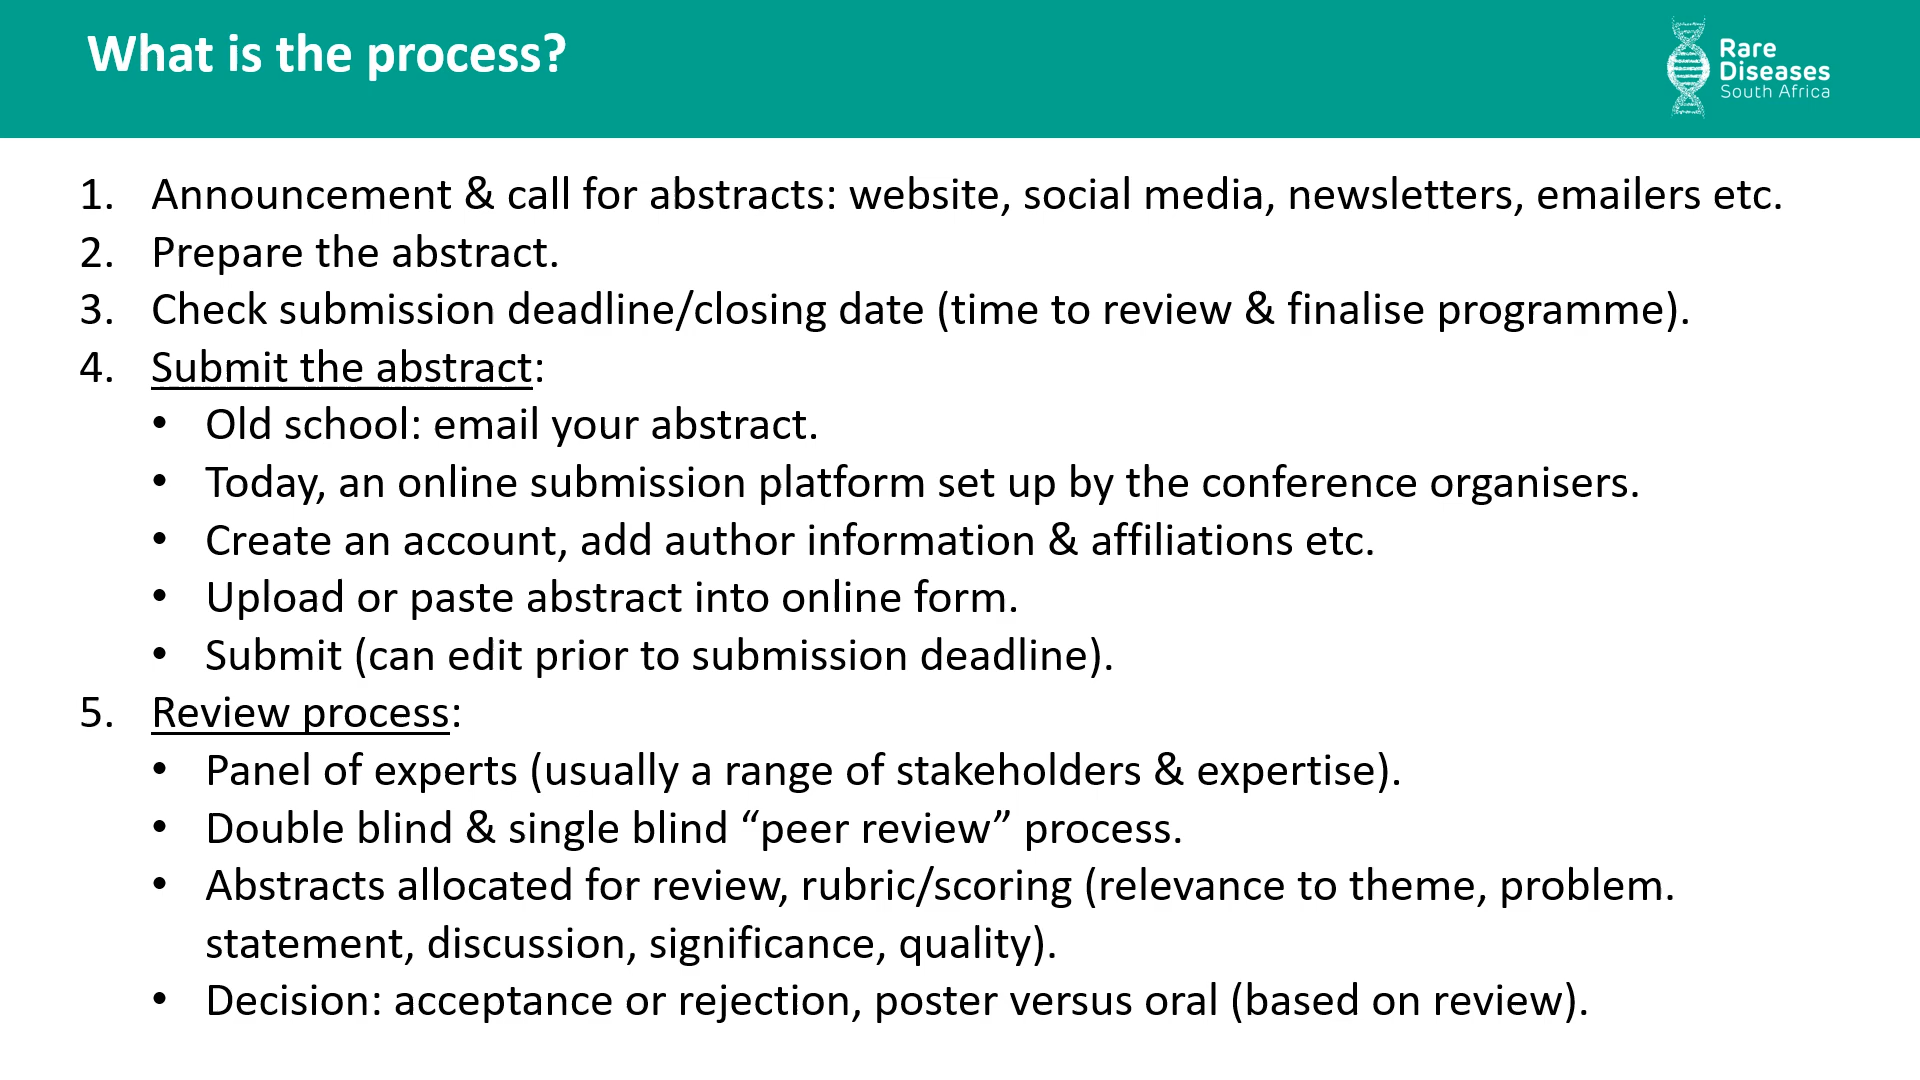 What is the process?
Rare
Diseases
South Africa
1. Announcement & call for abstracts: website, social media, newsletters, emailers etc.
2. Prepare the abstract.
3. Check submission deadline/closing date (time to review & finalise programme).
4. Submit the abstract:
• Old school: email your abstract.
• Today, an online submission platform set up by the conference organisers.
• Create an account, add author information & affiliations etc.
• Upload or paste abstract into online form.
• Submit (can edit prior to submission deadline).
5. Review process:
• Panel of experts (usually a range of stakeholders & expertise).
• Double blind & single blind “peer review” process.
• Abstracts allocated for review, rubric/scoring (relevance to theme, problem.
statement, discussion, significance, quality).
• Decision: acceptance or rejection, poster versus oral (based on review).